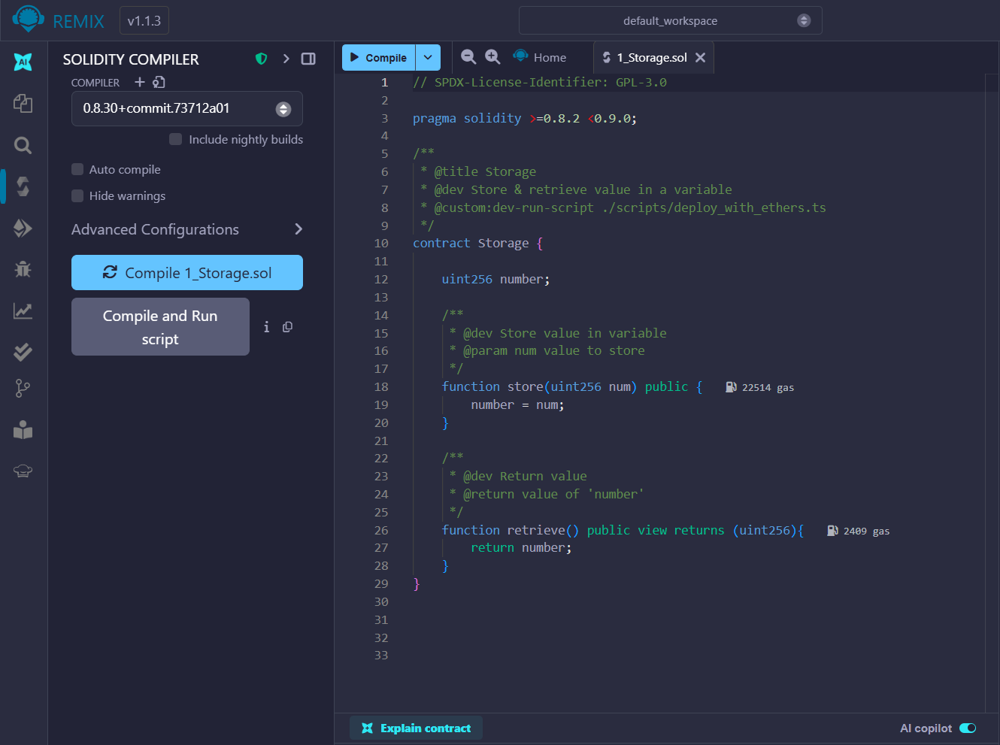 REMIX v1.1.3 default_workspace
AI
SOLIDITY COMPILER
COMPILER
0.8.30+commit.73712a01
Include nightly builds
Auto compile
Hide warnings
Advanced Configurations
Compile 1_Storage.sol
Compile and Run
script
i
Compile Home 1_Storage.sol
1 // SPDX-License-Identifier: GPL-3.0
2
3 pragma solidity >=0.8.2 <0.9.0;
4
5 /**
6 * @title Storage
7 * @dev Store & retrieve value in a variable
8 * @custom:dev-run-script ./scripts/deploy_with_ethers.ts
9 */
10 contract Storage {
11
12 uint256 number;
13
14 /**
15 * @dev Store value in variable
16 * @param num value to store
17 */
18 function store(uint256 num) public { 22514 gas
19 number = num;
20 }
21
22 /**
23 * @dev Return value
24 * @return value of 'number'
25 */
26 function retrieve() public view returns (uint256){ 2409 gas
27 return number;
28 }
29 }
30
31
32
33
Explain contract AI copilot